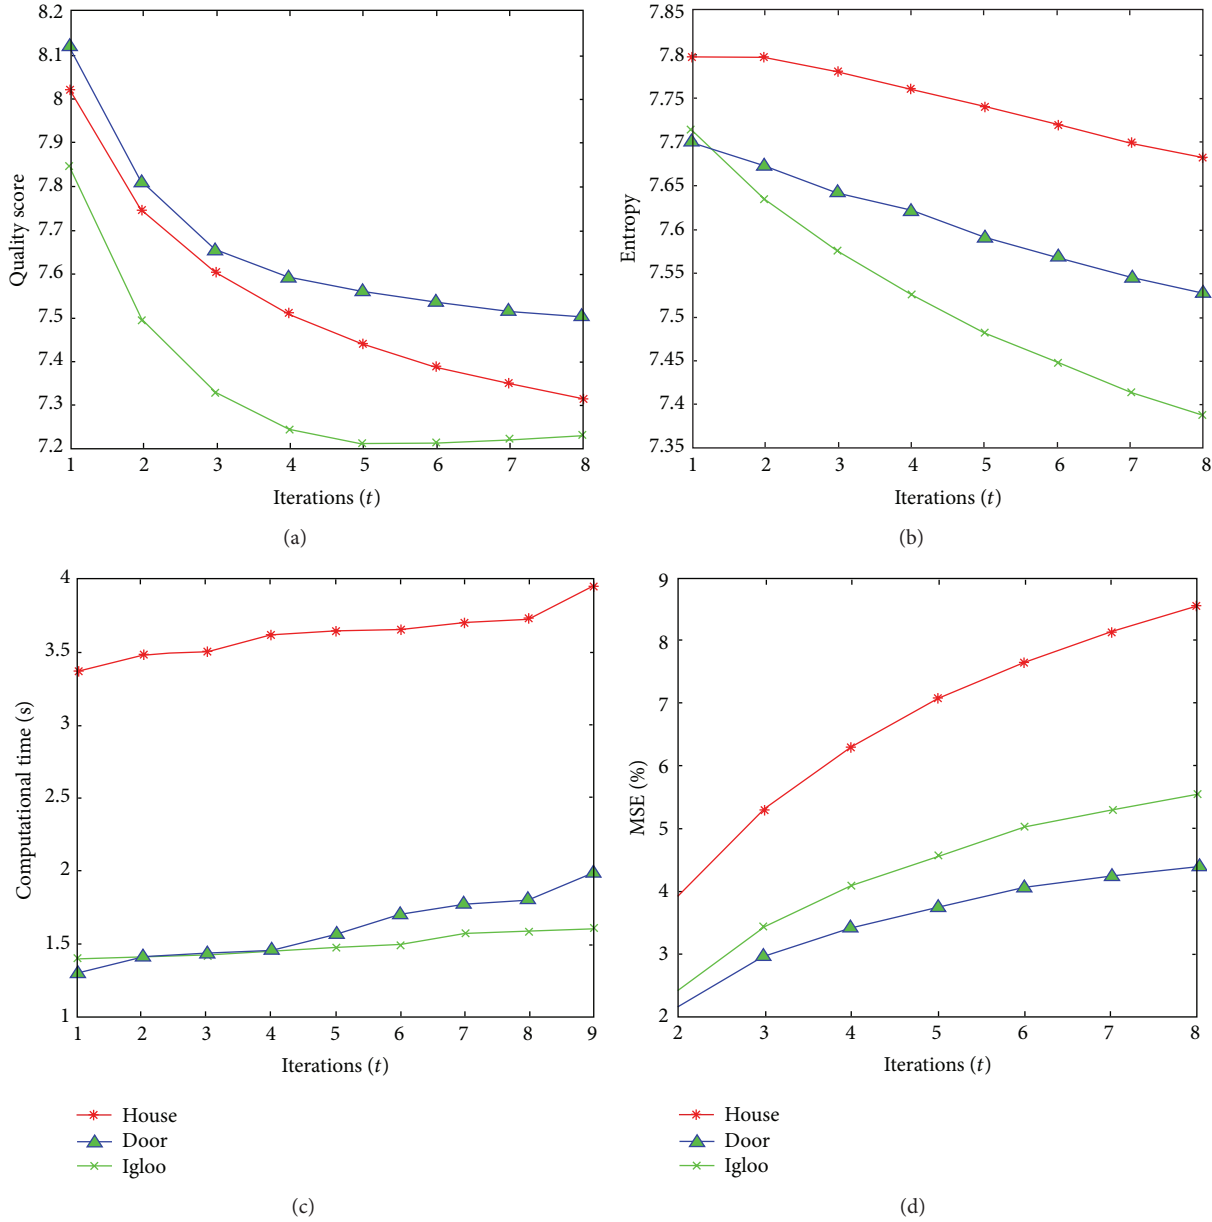 8.2
8.1
8
7.9
7.8
7.7
7.6
7.5
7.4
7.3
7.2
Quality score
1 2 3 4 5 6 7 8
Iterations (t)
(a)
7.85
7.8
7.75
7.7
7.65
7.6
7.55
7.5
7.45
7.4
7.35
Entropy
1 2 3 4 5 6 7 8
Iterations (t)
(b)
4
3.5
3
2.5
2
1.5
1
Computational time (s)
1 2 3 4 5 6 7 8 9
Iterations (t)
House
Door
Igloo
(c)
9
8
7
6
5
4
3
2
MSE (%)
2 3 4 5 6 7 8
Iterations (t)
House
Door
Igloo
(d)